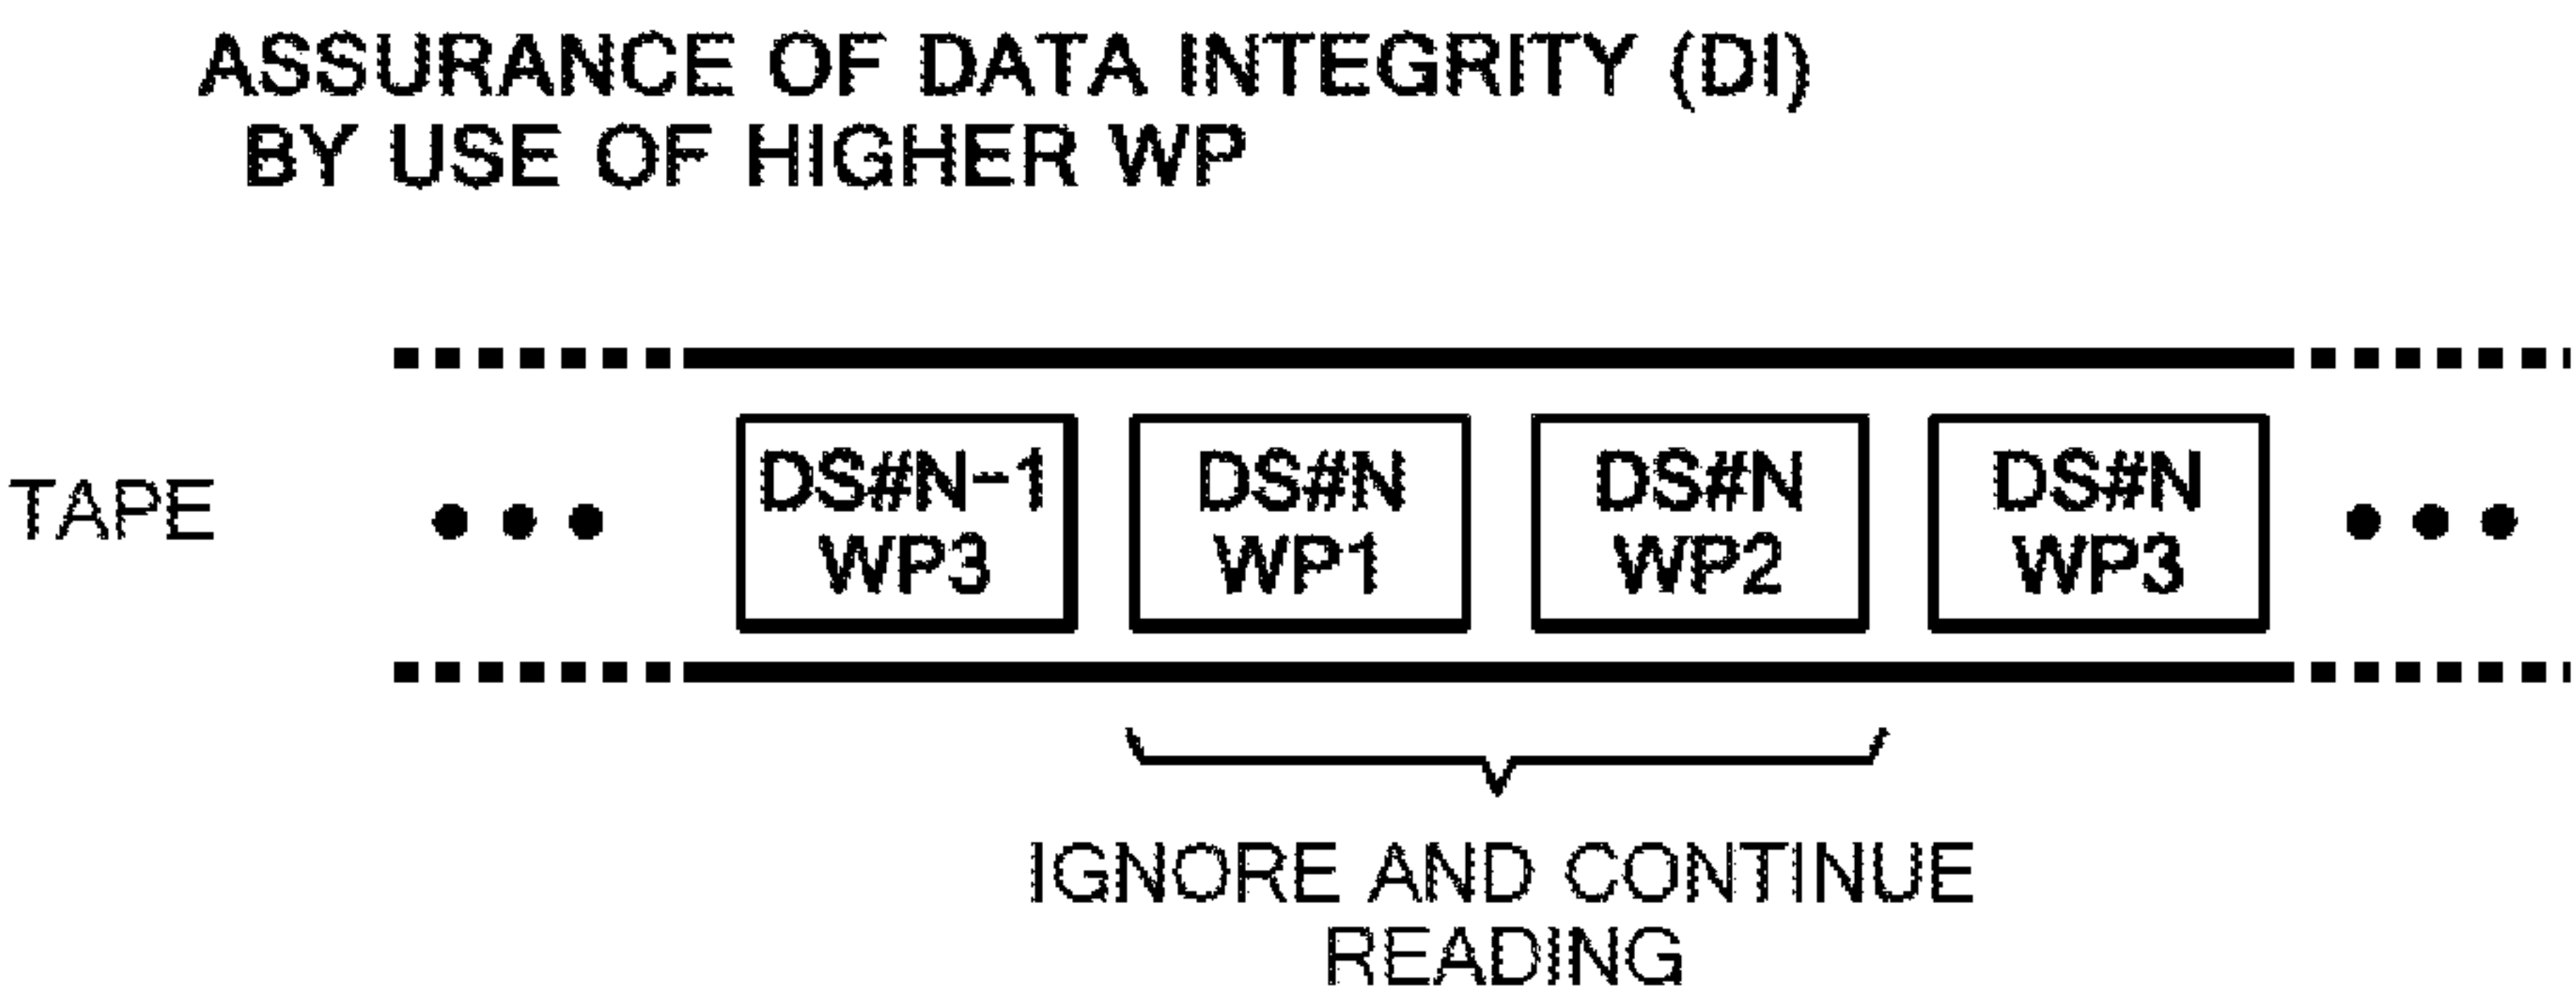 ASSURANCE OF DATA INTEGRITY (DI)
BY USE OF HIGHER WP
TAPE
DS#N-1
WP3
DS#N
WP1
DS#N
WP2
DS#N
WP3
IGNORE AND CONTINUE
READING